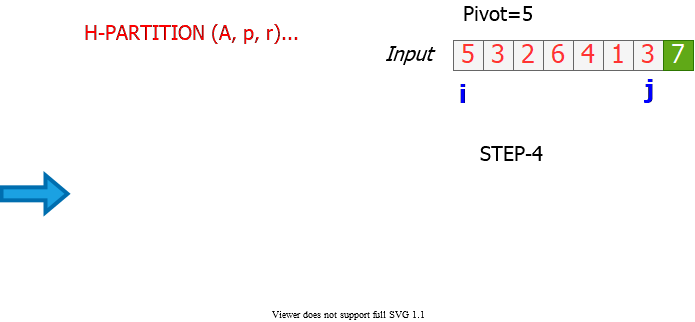 H-PARTITION (A, p, r)...
Pivot=5
Input 5 3 2 6 4 1 3 7
i j
STEP-4
Viewer does not support full SVG 1.1